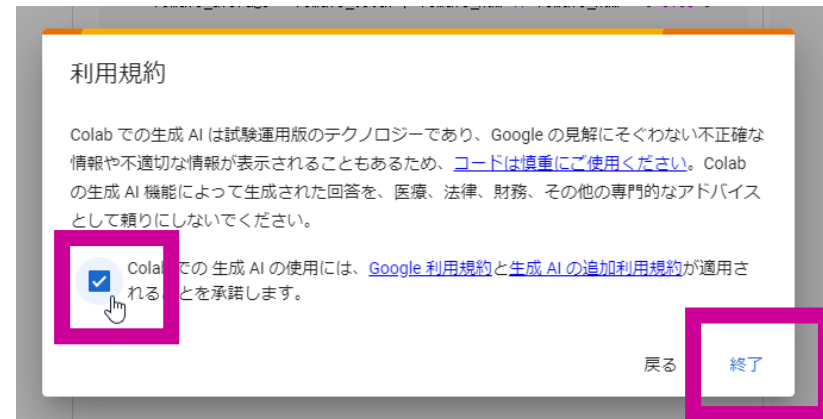 利用規約
Colab での生成 AI は試験運用版のテクノロジーであり、Google の見解にそぐわない不正確な
情報や不適切な情報が表示されることもあるため、コードは慎重にご使用ください。Colab
の生成 AI 機能によって生成された回答を、医療、法律、財務、その他の専門的なアドバイス
として頼りにしないでください。
Colab での 生成 AI の使用には、Google 利用規約と生成 AI の追加利用規約が適用さ
れることを承諾します。
戻る 終了